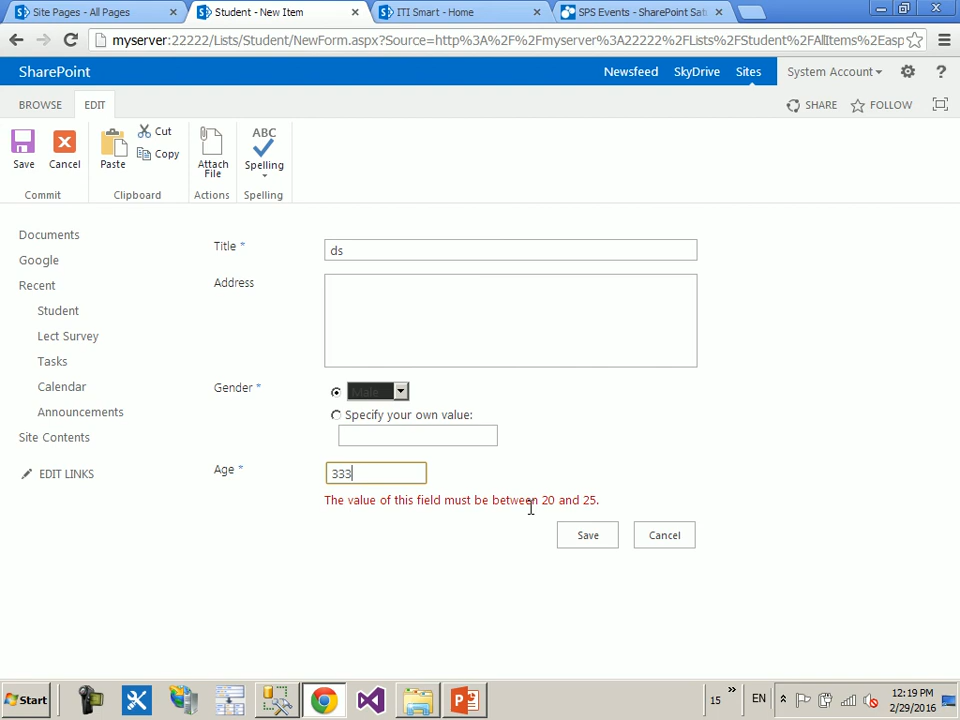 Site Pages - All Pages
Student - New Item
ITI Smart - Home
SPS Events - SharePoint Satu
myserver:22222/Lists/Student/NewForm.aspx?Source=http%3A%2F%2Fmyserver%3A22222%2FLists%2FStudent%2FAllItems%2Easp
SharePoint
Newsfeed
SkyDrive
Sites
System Account
?
BROWSE
EDIT
SHARE
FOLLOW
Save
Cancel
Paste
Cut
Copy
Attach File
ABC
Spelling
Commit
Clipboard
Actions
Spelling
Documents
Google
Recent
Student
Lect Survey
Tasks
Calendar
Announcements
Site Contents
EDIT LINKS
Title *
ds
Address
Gender *
Male
Specify your own value:
Age *
333
The value of this field must be between 20 and 25.
Save
Cancel
Start
15
EN
12:19 PM
2/29/2016